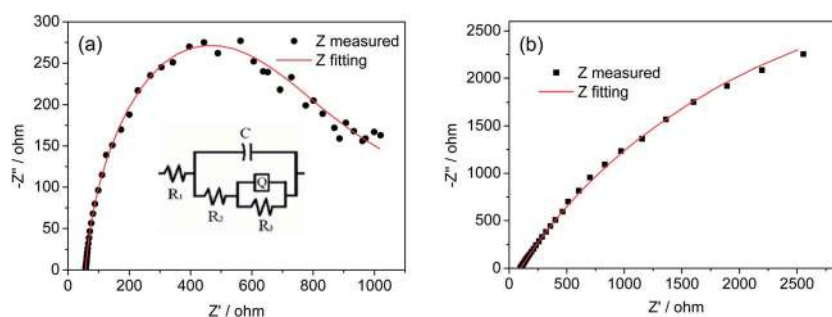 (a)
Z measured
Z fitting
300
250
200
150
100
50
0
-Z" / ohm
C
R₁
R₂
Q
R₃
0 200 400 600 800 1000
Z' / ohm
(b)
Z measured
Z fitting
2500
2000
1500
1000
500
0
-Z" / ohm
0 500 1000 1500 2000 2500
Z' / ohm